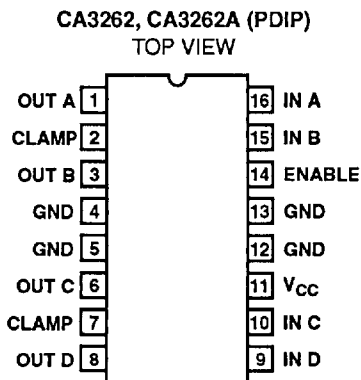 CA3262, CA3262A (PDIP)
TOP VIEW
OUT A 1 16 IN A
CLAMP 2 15 IN B
OUT B 3 14 ENABLE
GND 4 13 GND
GND 5 12 GND
OUT C 6 11 VCC
CLAMP 7 10 IN C
OUT D 8 9 IN D